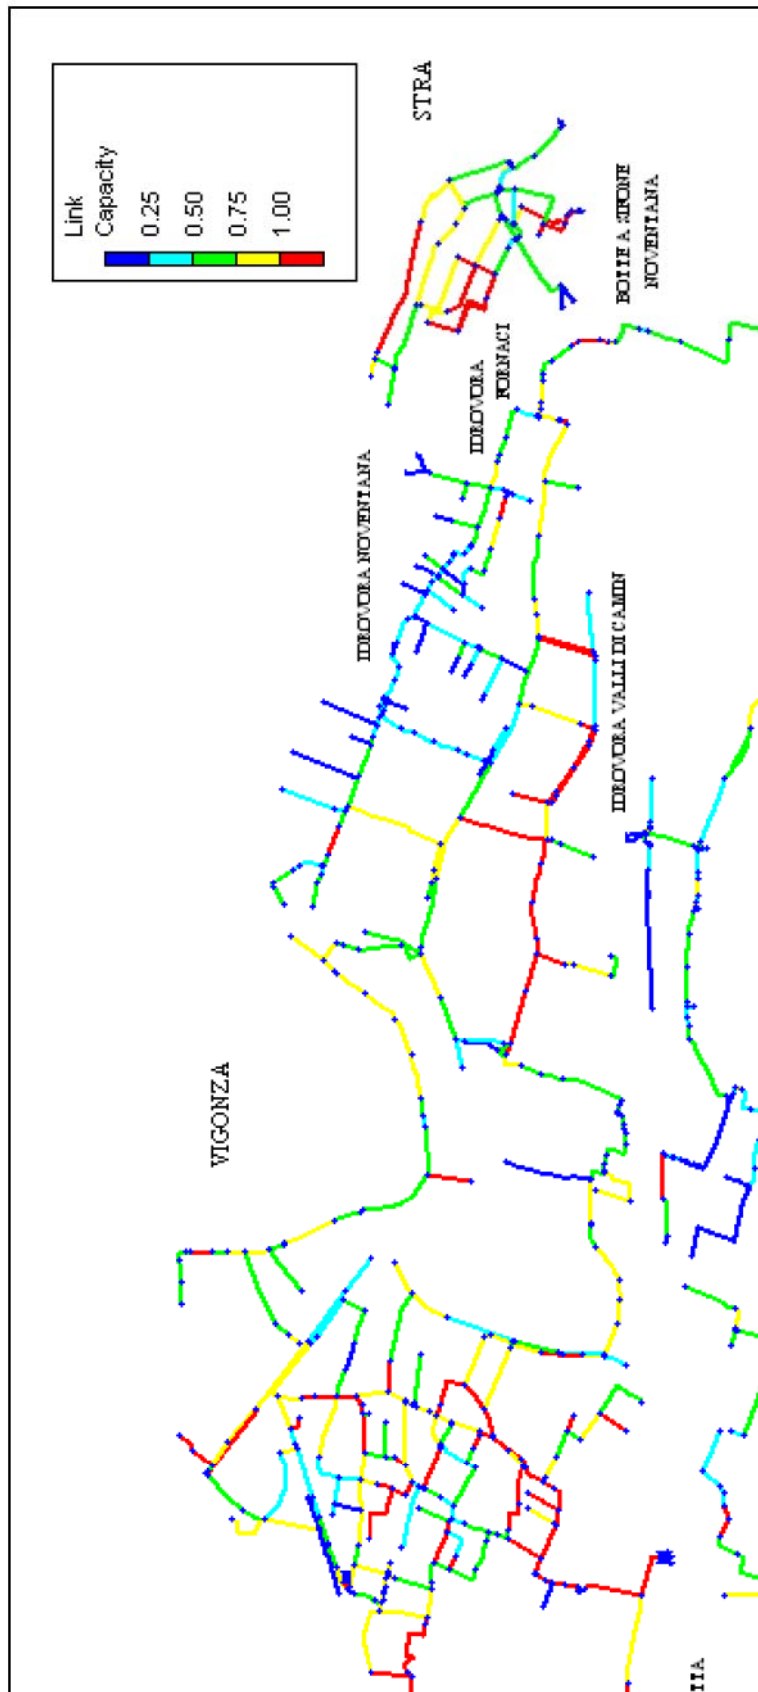 Link
Capacity
0.25
0.50
0.75
1.00
STRA
BOTTE A SIFONE
NOVENTANA
IDROVORA
FORNACI
IDROVORA NOVENTANA
IDROVORA VALLI DI CAMIN
VIGONZA